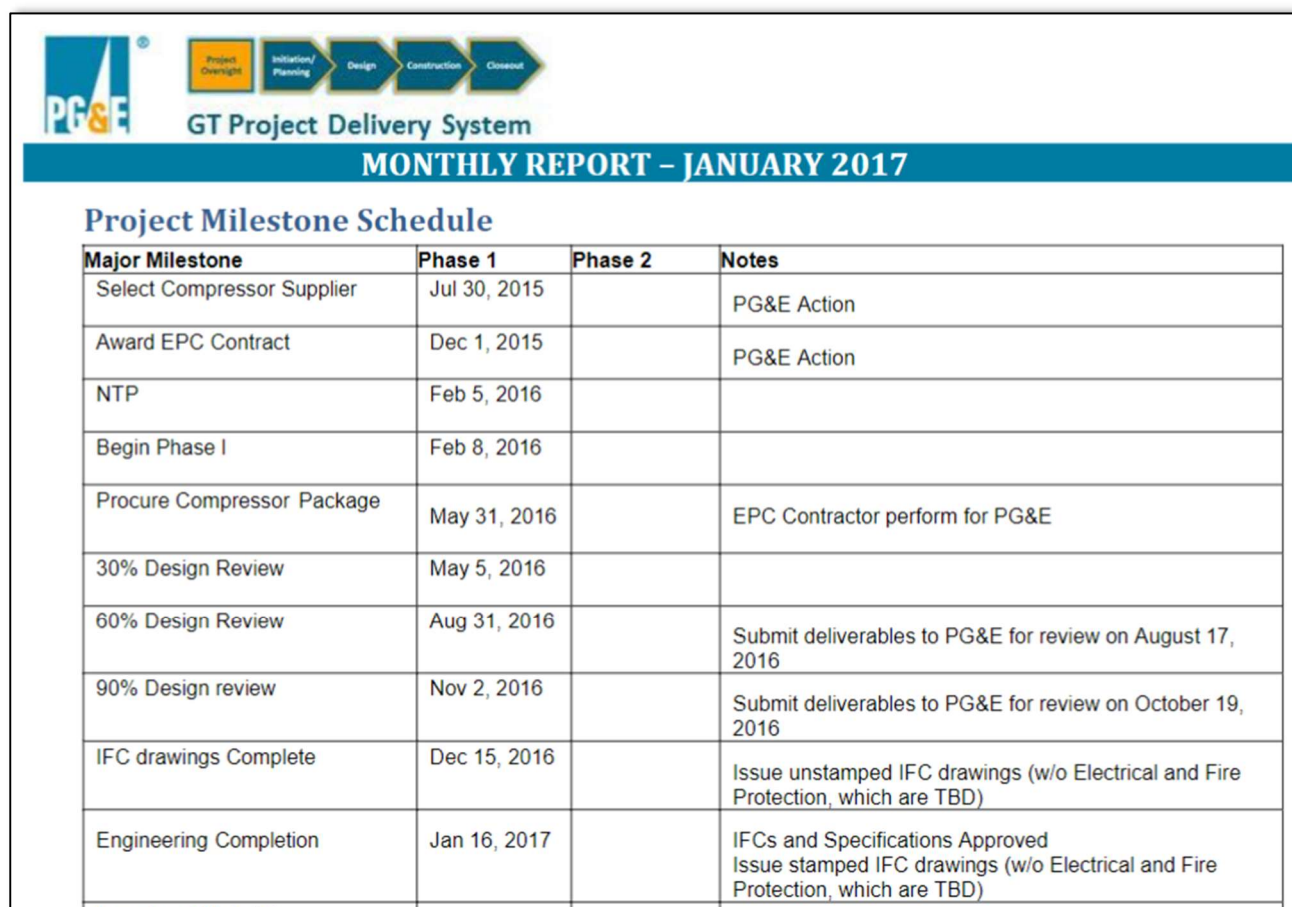 ®
Project
Oversight
Initiation/
Planning
Design
Construction
Closeout
PG&E
GT Project Delivery System
MONTHLY REPORT – JANUARY 2017
Project Milestone Schedule
Major Milestone Phase 1 Phase 2 Notes
Select Compressor Supplier Jul 30, 2015 PG&E Action
Award EPC Contract Dec 1, 2015 PG&E Action
NTP Feb 5, 2016
Begin Phase I Feb 8, 2016
Procure Compressor Package May 31, 2016 EPC Contractor perform for PG&E
30% Design Review May 5, 2016
60% Design Review Aug 31, 2016 Submit deliverables to PG&E for review on August 17,
2016
90% Design review Nov 2, 2016 Submit deliverables to PG&E for review on October 19,
2016
IFC drawings Complete Dec 15, 2016 Issue unstamped IFC drawings (w/o Electrical and Fire
Protection, which are TBD)
Engineering Completion Jan 16, 2017 IFCs and Specifications Approved
Issue stamped IFC drawings (w/o Electrical and Fire
Protection, which are TBD)